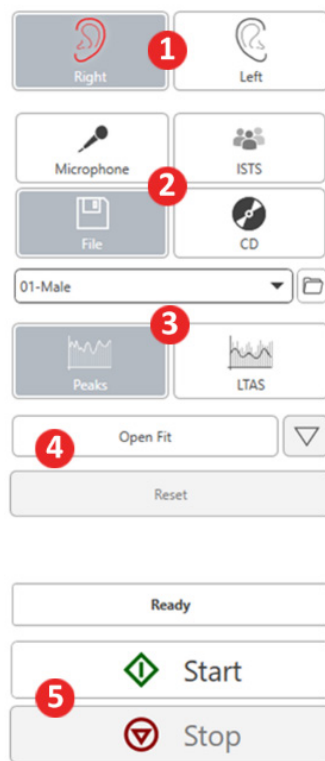 1
Right Left
Microphone ISTS
2
File CD
01-Male
3
Peaks LTAS
4 Open Fit
Reset
Ready
Start
5
Stop